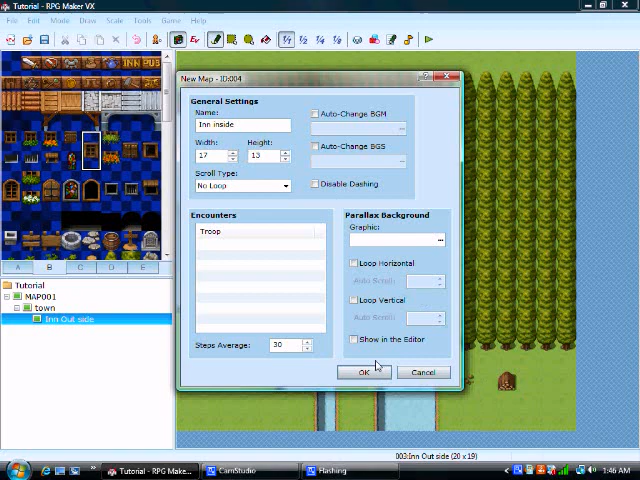 Tutorial - RPG Maker VX
File Edit Mode Draw Scale Tools Game Help
INN PUB
New Map - ID:004
General Settings
Name:
Inn inside
Width: Height:
17 13
Scroll Type:
No Loop
Auto-Change BGM
...
Auto-Change BGS
...
Disable Dashing
Encounters
Troop
Steps Average: 30
Parallax Background
Graphic:
...
Loop Horizontal
Auto Scroll:
Loop Vertical
Auto Scroll:
Show in the Editor
OK Cancel
A B C D E
Tutorial
MAP001
town
Inn Out side
003:Inn Out side (20 x 19)
Tutorial - RPG Make... CamStudio Flashing
1:46 AM